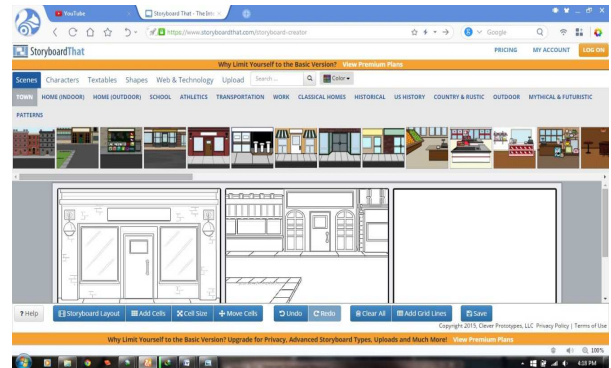 YouTube
Storyboard That - The Inte
https://www.storyboardthat.com/storyboard-creator
Google
StoryboardThat
PRICING MY ACCOUNT LOG ON
Why Limit Yourself to the Basic Version? View Premium Plans
Scenes Characters Textables Shapes Web & Technology Upload Search ... Color
TOWN HOME (INDOOR) HOME (OUTDOOR) SCHOOL ATHLETICS TRANSPORTATION WORK CLASSICAL HOMES HISTORICAL US HISTORY COUNTRY & RUSTIC OUTDOOR MYTHICAL & FUTURISTIC
PATTERNS
? Help Storyboard Layout Add Cells Cell Size Move Cells Undo Redo Clear All Add Grid Lines Save
Copyright 2015, Clever Prototypes, LLC Privacy Policy | Terms of Use
Why Limit Yourself to the Basic Version? Upgrade for Privacy, Advanced Storyboard Types, Uploads and Much More! View Premium Plans
100%
4:03 PM